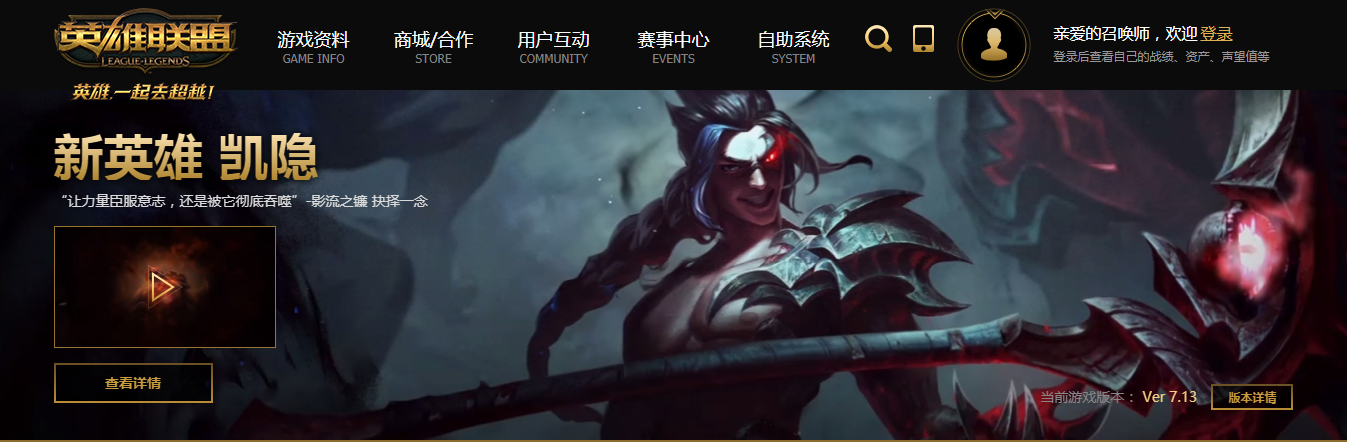 英雄联盟
LEAGUE·LEGENDS
英雄,一起去超越!
游戏资料
GAME INFO
商城/合作
STORE
用户互动
COMMUNITY
赛事中心
EVENTS
自助系统
SYSTEM
亲爱的召唤师，欢迎登录
登录后查看自己的战绩、资产、声望值等
新英雄 凯隐
“让力量臣服意志，还是被它彻底吞噬”-影流之镰 抉择一念
查看详情
当前游戏版本： Ver 7.13
版本详情